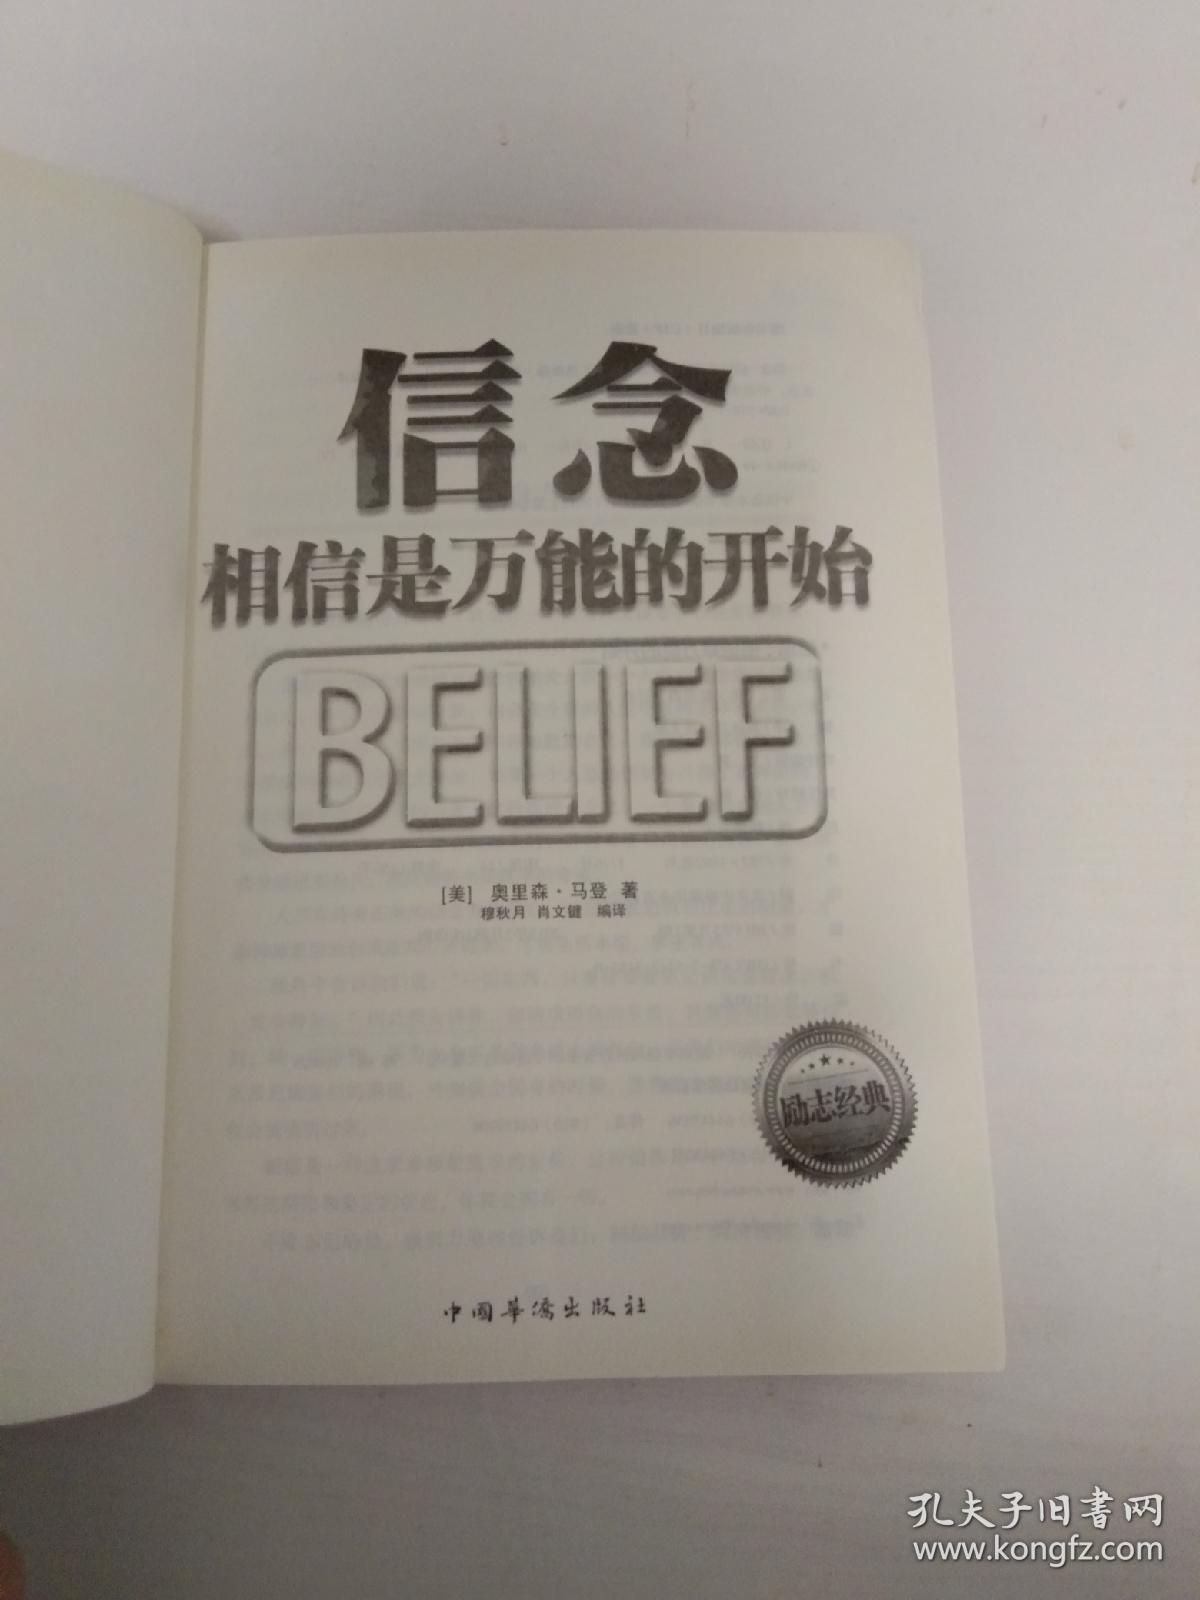 信念
相信是万能的开始
BELIEF
[美] 奥里森·马登 著
穆秋月 肖文键 编译
励志经典
中国华侨出版社
孔夫子旧书网
www.kongfz.com